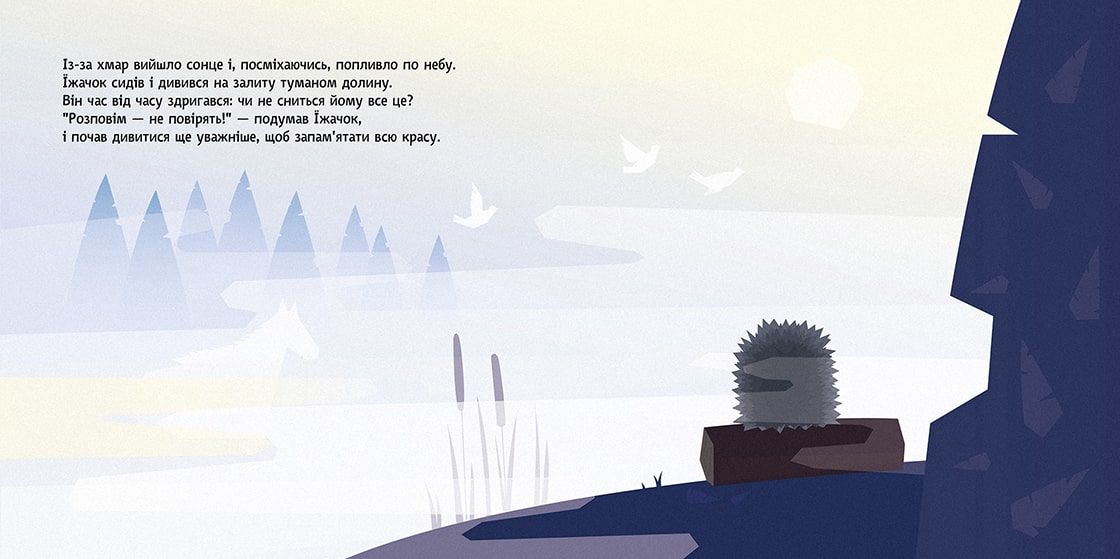 Із-за хмар вийшло сонце і, посміхаючись, попливло по небу.
Їжачок сидів і дивився на залиту туманом долину.
Він час від часу здригався: чи не сниться йому все це?
"Розповім — не повірять!" — подумав Їжачок,
і почав дивитися ще уважніше, щоб запам'ятати всю красу.